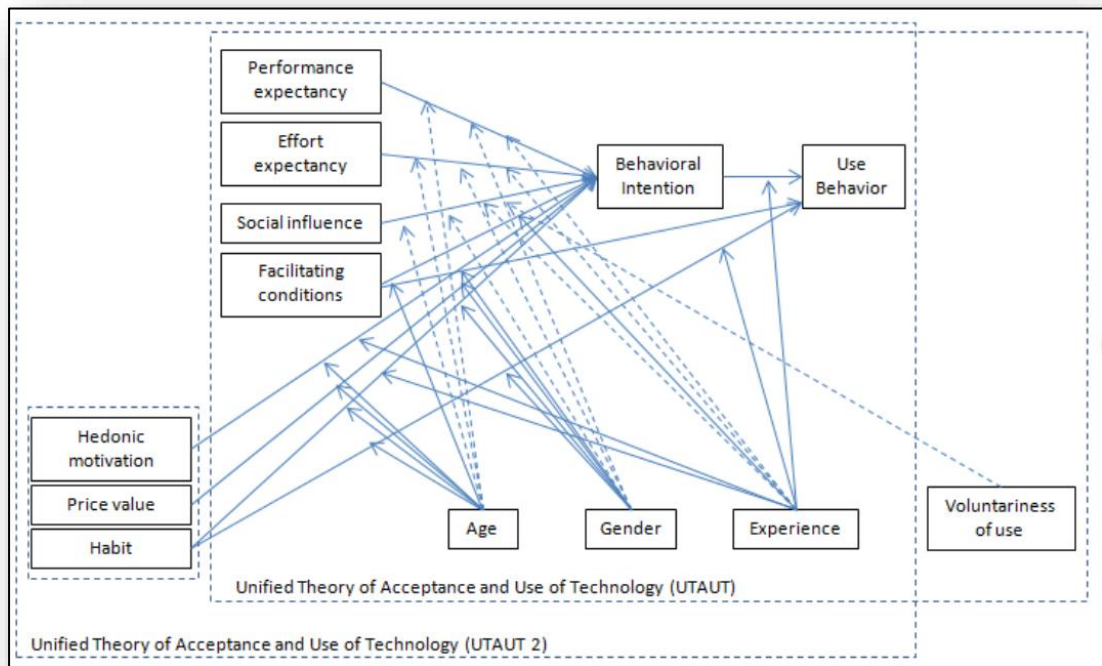 Performance
expectancy
Effort
expectancy
Behavioral
Intention
Use
Behavior
Social influence
Facilitating
conditions
Hedonic
motivation
Price value
Habit
Age
Gender
Experience
Voluntariness
of use
Unified Theory of Acceptance and Use of Technology (UTAUT)
Unified Theory of Acceptance and Use of Technology (UTAUT 2)